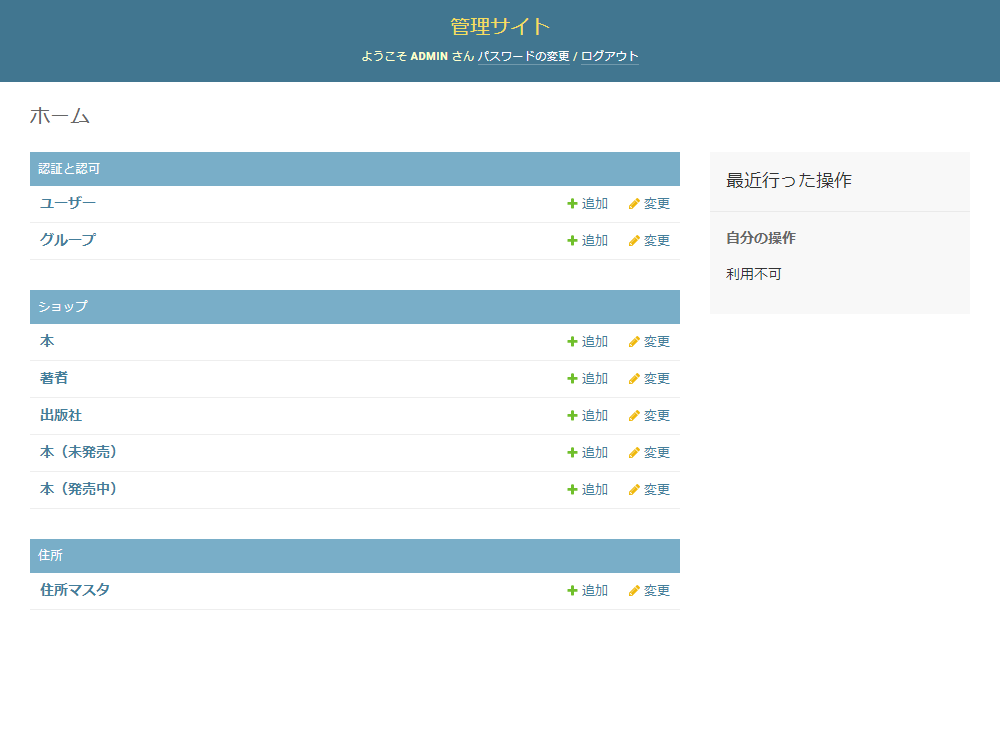 管理サイト
ようこそ ADMIN さん パスワードの変更 / ログアウト
ホーム
認証と認可
ユーザー 追加 変更
グループ 追加 変更
ショップ
本 追加 変更
著者 追加 変更
出版社 追加 変更
本（未発売） 追加 変更
本（発売中） 追加 変更
住所
住所マスタ 追加 変更
最近行った操作
自分の操作
利用不可